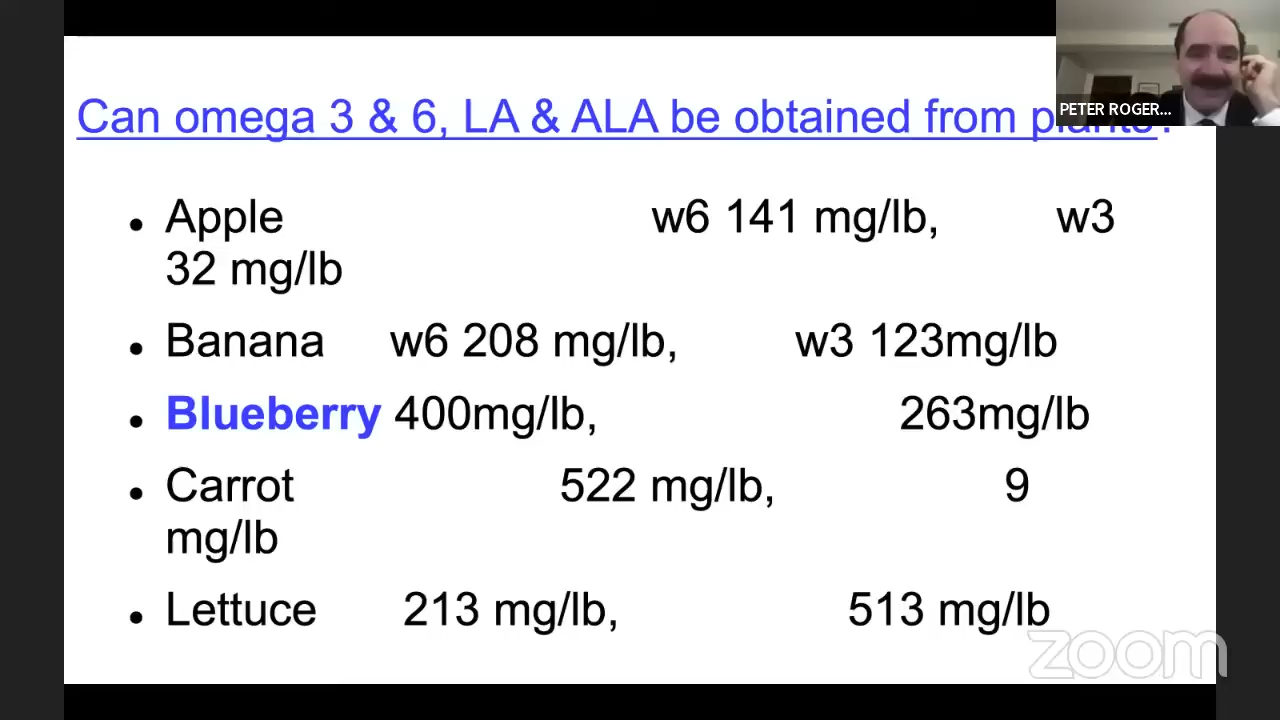 PETER ROGER...
Can omega 3 & 6, LA & ALA be obtained from plants?
• Apple w6 141 mg/lb, w3
32 mg/lb
• Banana w6 208 mg/lb, w3 123mg/lb
• Blueberry 400mg/lb, 263mg/lb
• Carrot 522 mg/lb, 9
mg/lb
• Lettuce 213 mg/lb, 513 mg/lb
zoom